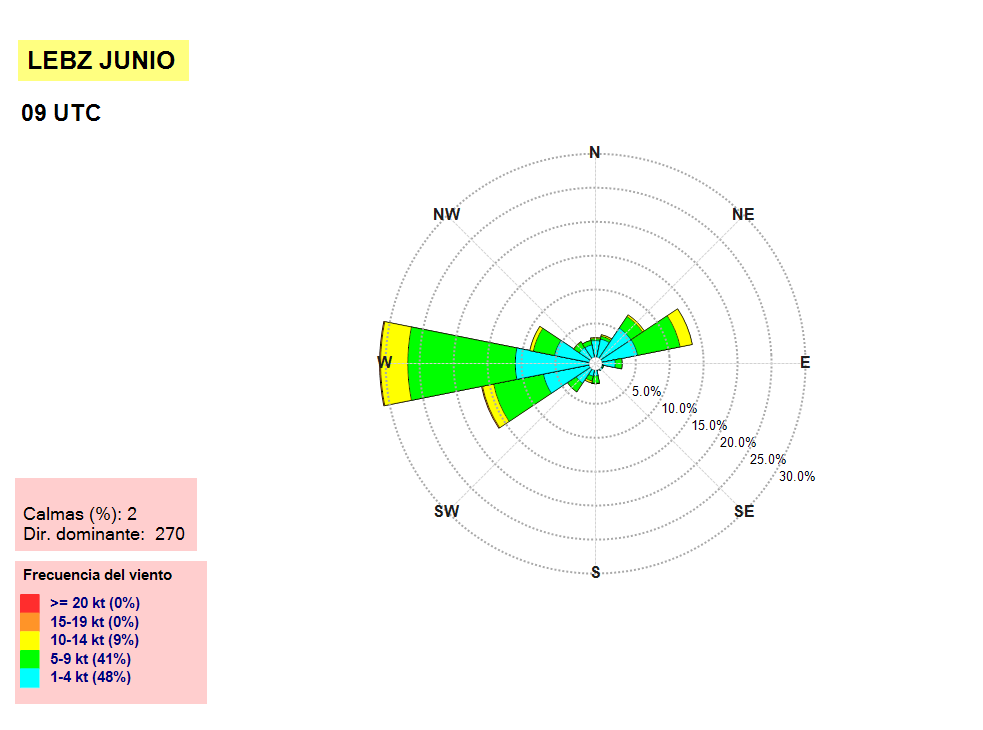 LEBZ JUNIO
09 UTC
N
NW
NE
W
E
5.0%
10.0%
15.0%
20.0%
25.0%
30.0%
SW
SE
S
Calmas (%): 2
Dir. dominante: 270
Frecuencia del viento
>= 20 kt (0%)
15-19 kt (0%)
10-14 kt (9%)
5-9 kt (41%)
1-4 kt (48%)